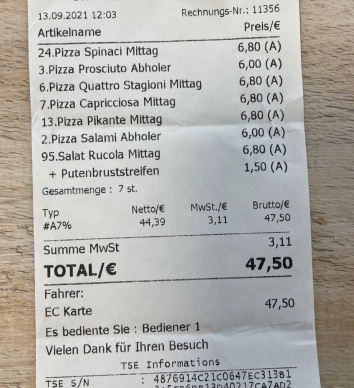 13.09.2021 12:03 Rechnungs-Nr.: 11356
Artikelname Preis/€
24.Pizza Spinaci Mittag 6,80 (A)
3.Pizza Prosciuto Abholer 6,00 (A)
6.Pizza Quattro Stagioni Mittag 6,80 (A)
7.Pizza Capricciosa Mittag 6,80 (A)
13.Pizza Pikante Mittag 6,80 (A)
2.Pizza Salami Abholer 6,00 (A)
95.Salat Rucola Mittag 6,80 (A)
+ Putenbruststreifen 1,50 (A)
Gesamtmenge : 7 st.
Typ Netto/€ MwSt./€ Brutto/€
#A7% 44,39 3,11 47,50
Summe MwSt 3,11
TOTAL/€ 47,50
Fahrer:
EC Karte 47,50
Es bediente Sie : Bediener 1
Vielen Dank für Ihren Besuch
TSE Informations
TSE S/N : 4876914C21C0647EC313B1